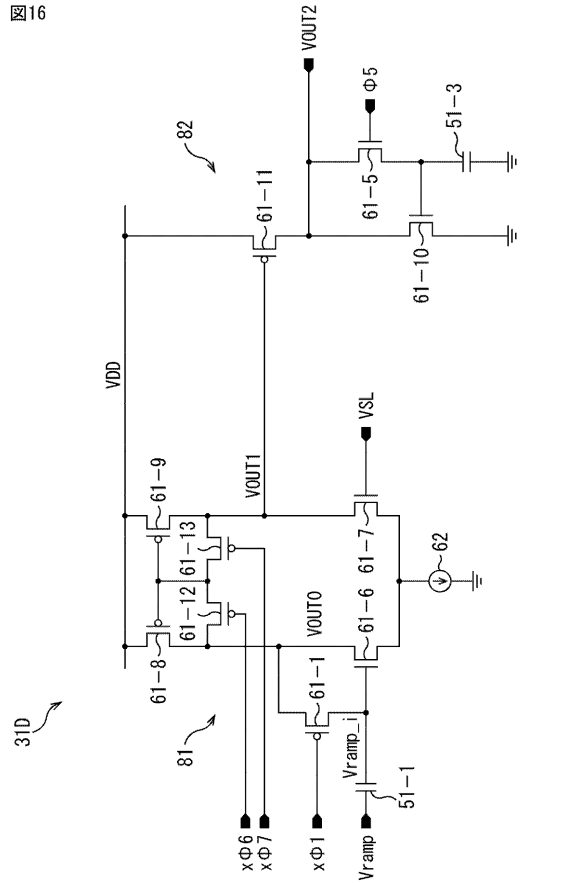 図16
31D
81
82
VDD
61-8
61-9
61-12
61-13
61-11
VOUT0
VOUT1
VOUT2
61-1
61-6
61-7
62
61-10
61-5
51-3
Φ5
VSL
Vramp_i
51-1
xΦ6
xΦ7
xΦ1
Vramp